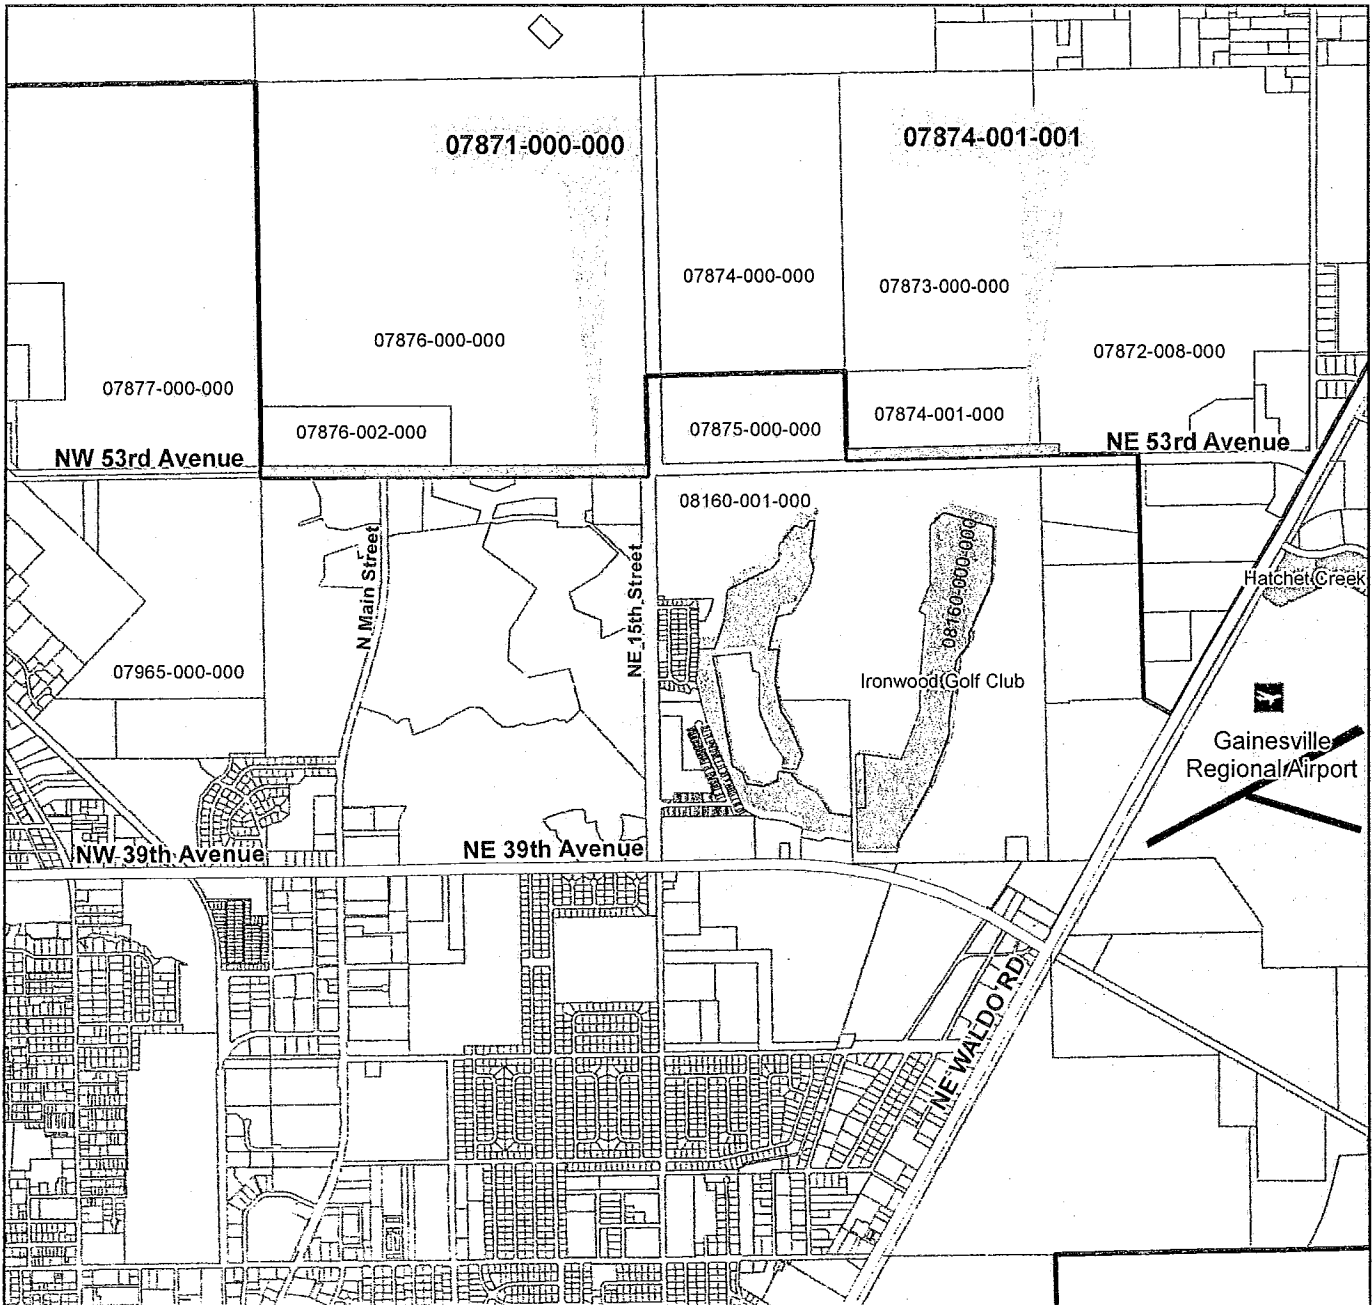 07871-000-000
07874-001-001
07874-000-000
07873-000-000
07876-000-000
07872-008-000
07877-000-000
07876-002-000
07875-000-000
07874-001-000
NW 53rd Avenue
NE 53rd Avenue
08160-001-000
N Main Street
NE 15th Street
08160-000-000
Hatchet Creek
07965-000-000
Ironwood Golf Club
Gainesville
Regional Airport
NW 39th Avenue
NE 39th Avenue
NE WALDO RD